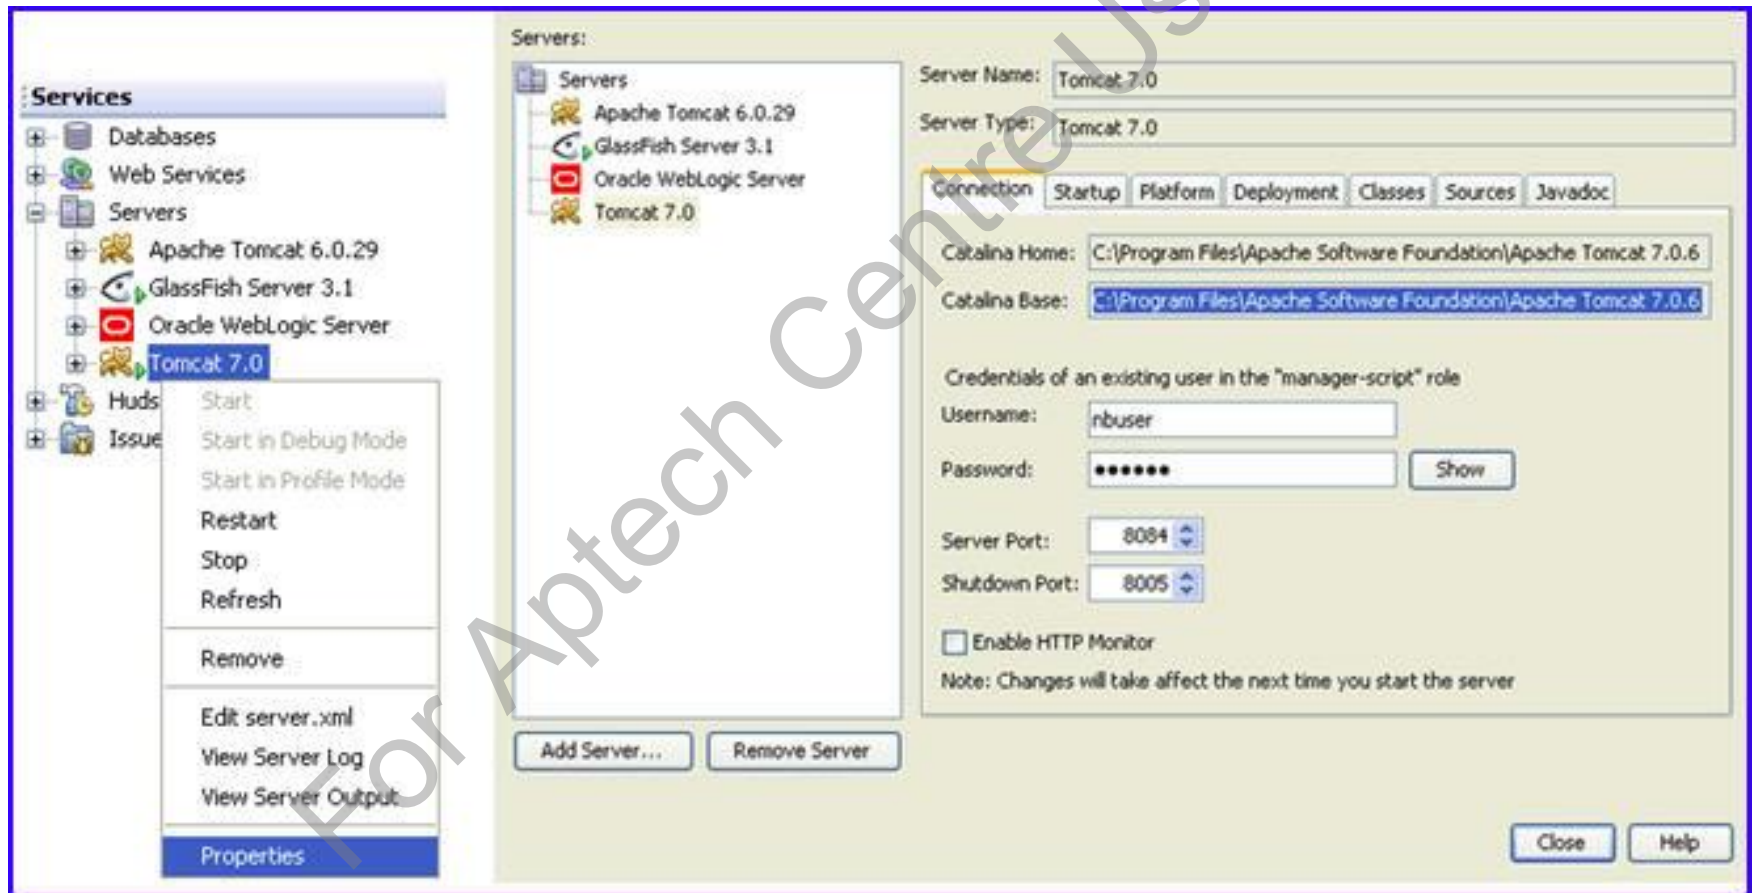 Services
Databases
Web Services
Servers
Apache Tomcat 6.0.29
GlassFish Server 3.1
Oracle WebLogic Server
Tomcat 7.0
Huds
Issue
Start
Start in Debug Mode
Start in Profile Mode
Restart
Stop
Refresh
Remove
Edit server.xml
View Server Log
View Server Output
Properties
Servers:
Servers
Apache Tomcat 6.0.29
GlassFish Server 3.1
Oracle WebLogic Server
Tomcat 7.0
Add Server...
Remove Server
Server Name: Tomcat 7.0
Server Type: Tomcat 7.0
Connection Startup Platform Deployment Classes Sources Javadoc
Catalina Home: C:\Program Files\Apache Software Foundation\Apache Tomcat 7.0.6
Catalina Base: C:\Program Files\Apache Software Foundation\Apache Tomcat 7.0.6
Credentials of an existing user in the "manager-script" role
Username: nbuser
Password: ●●●●●● Show
Server Port: 8084
Shutdown Port: 8005
Enable HTTP Monitor
Note: Changes will take affect the next time you start the server
Close Help
For Aptech Centre Us